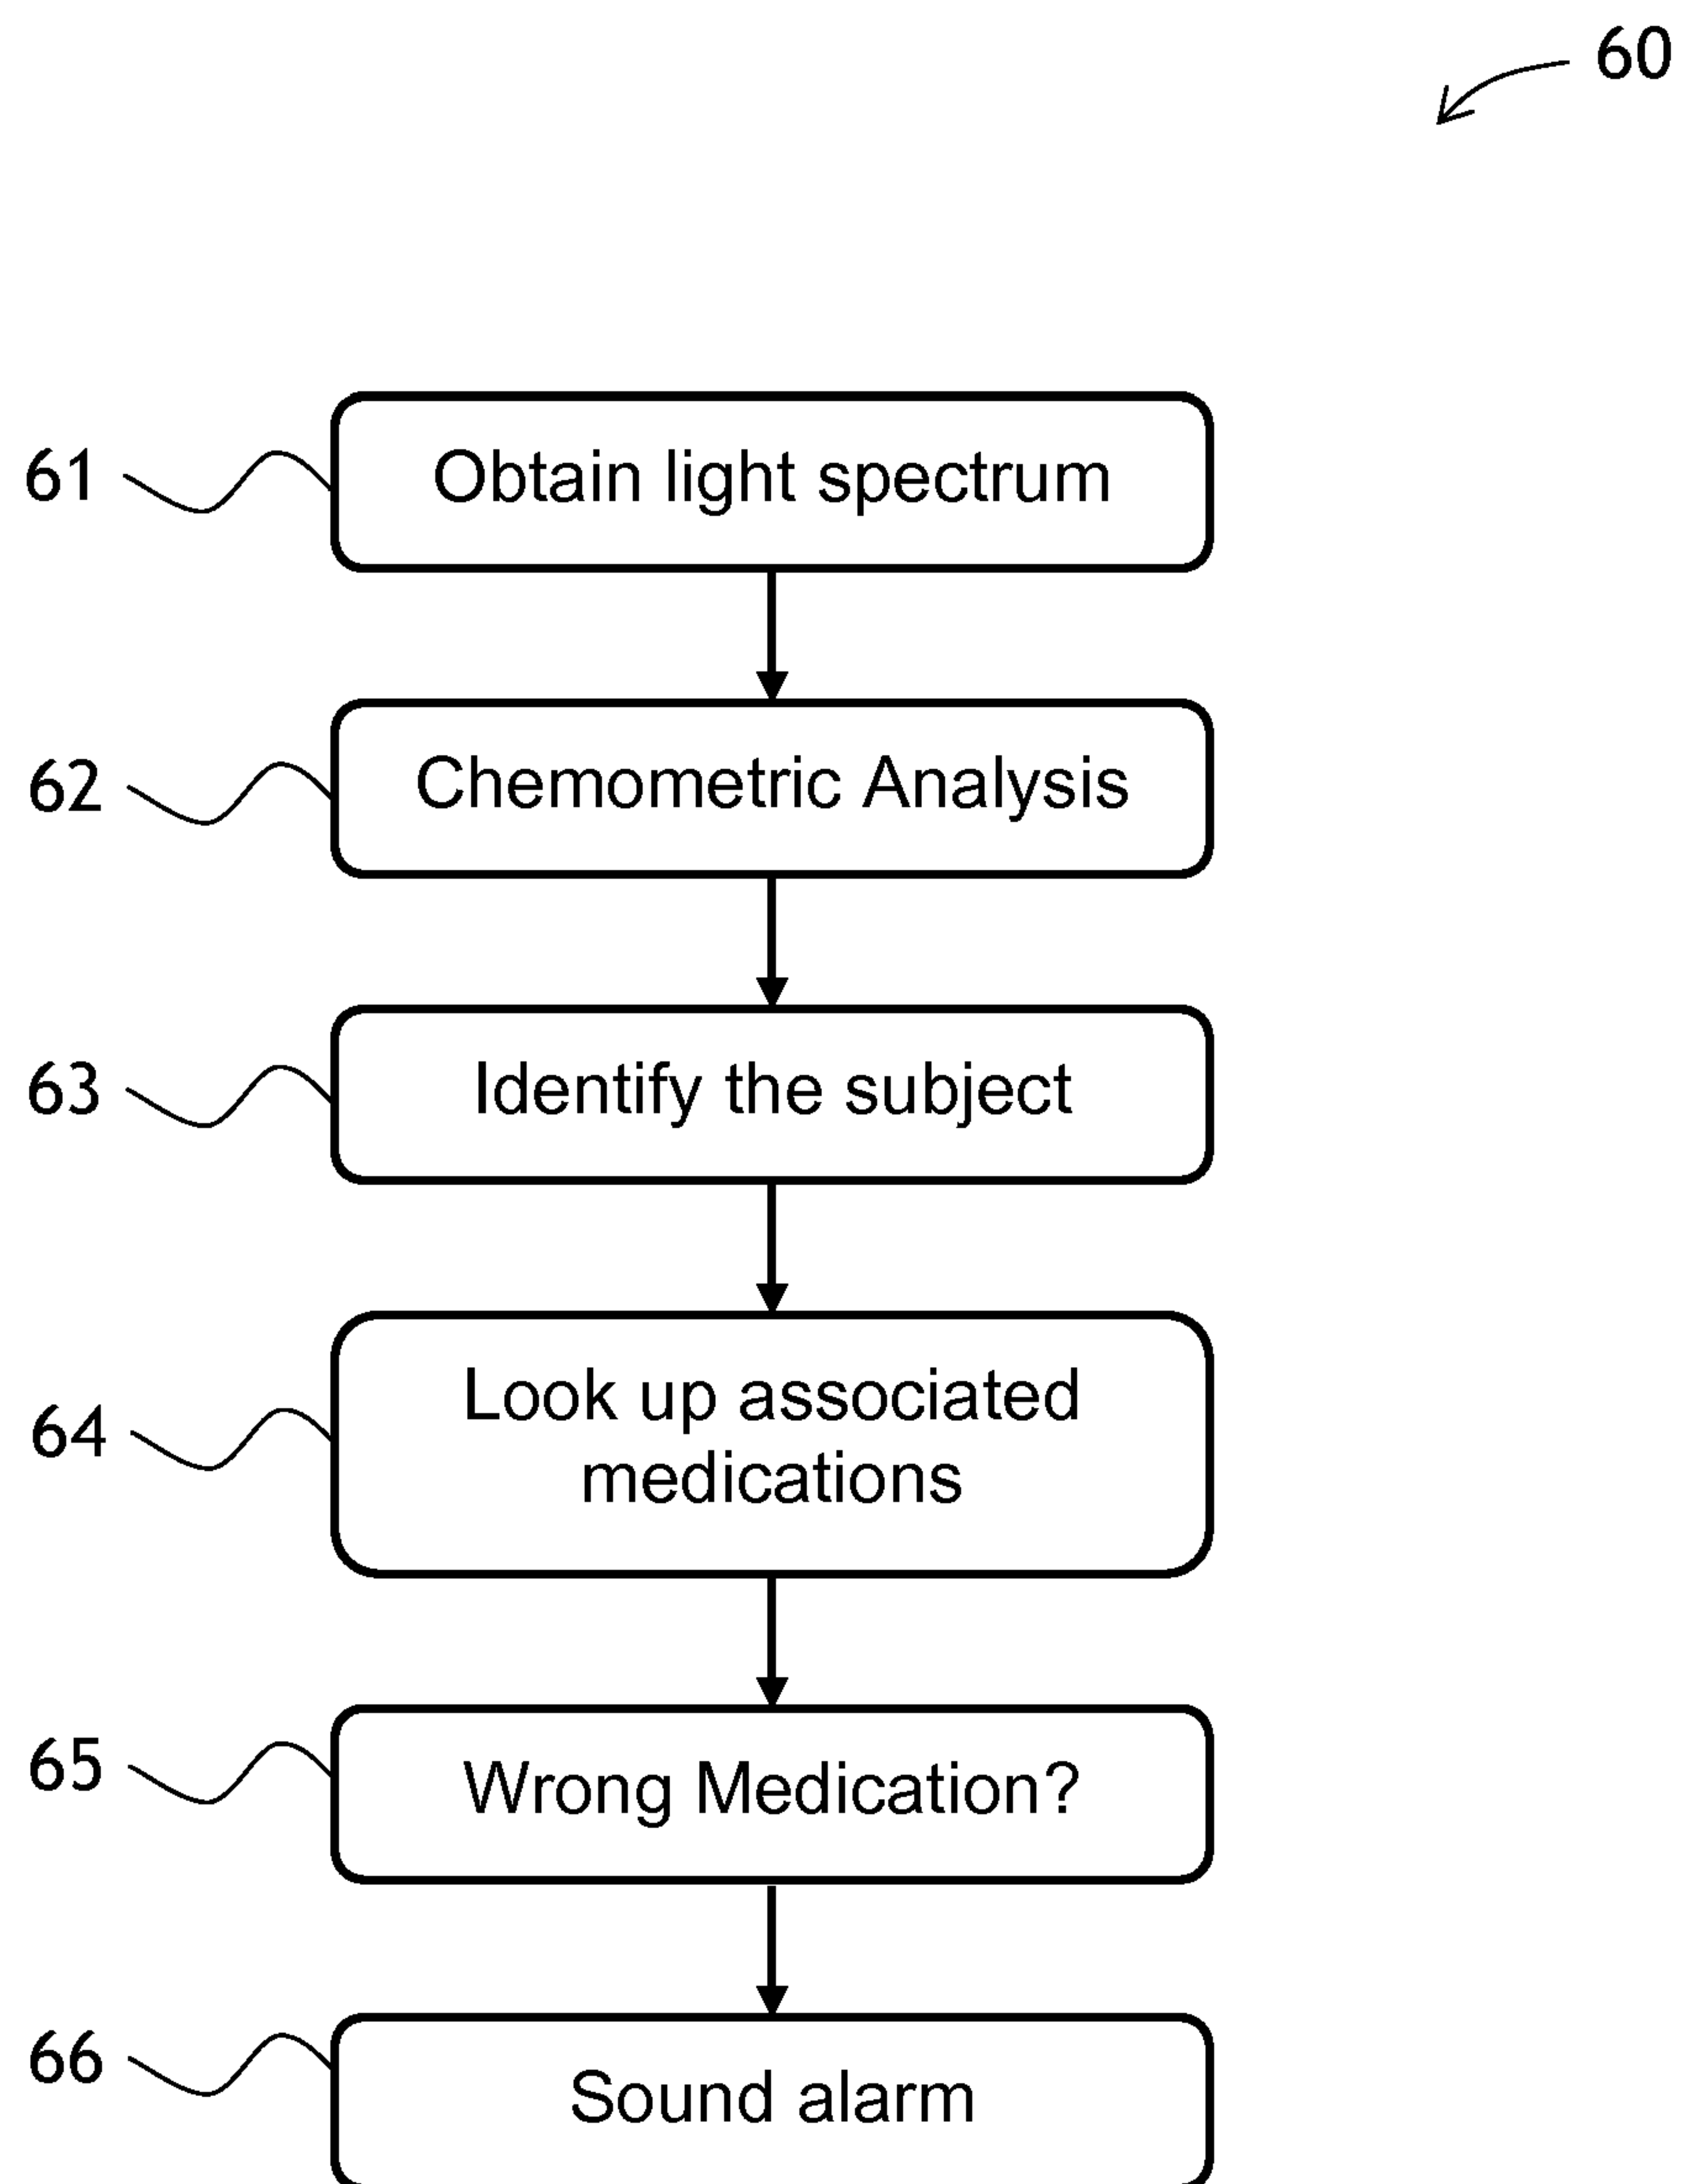 60
61
Obtain light spectrum
62
Chemometric Analysis
63
Identify the subject
64
Look up associated
medications
65
Wrong Medication?
66
Sound alarm